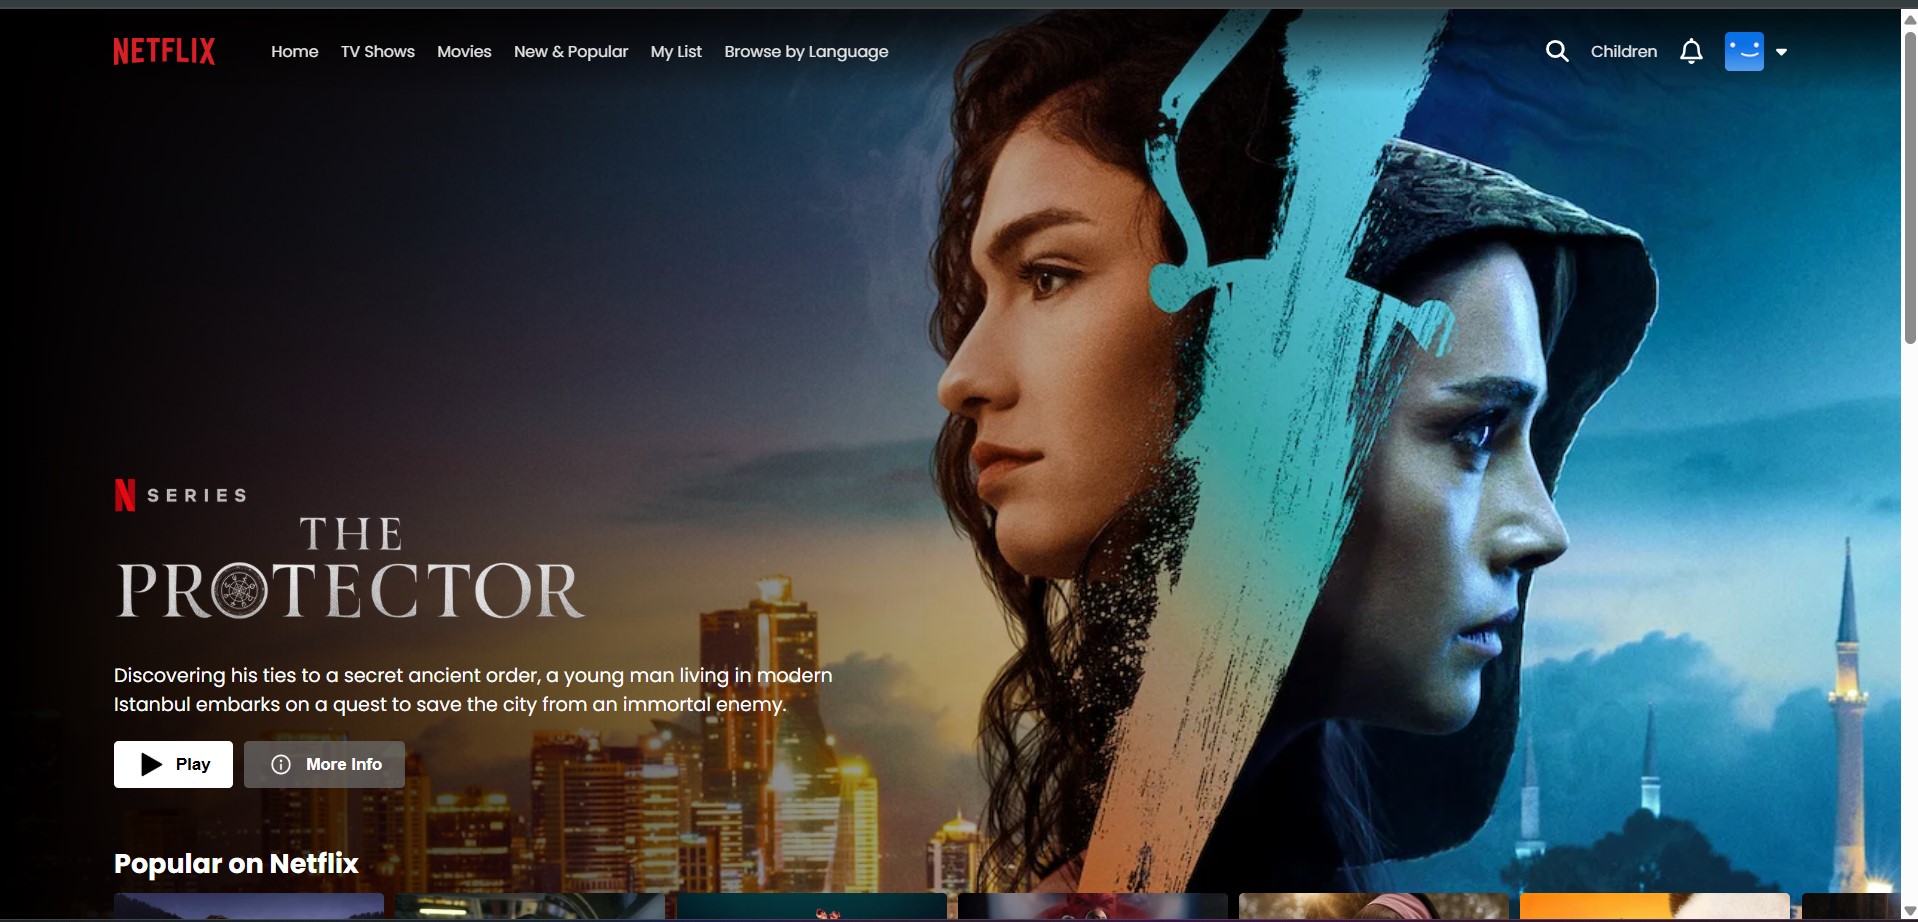 NETFLIX Home TV Shows Movies New & Popular My List Browse by Language Children
N SERIES
THE
PROTECTOR
Discovering his ties to a secret ancient order, a young man living in modern
Istanbul embarks on a quest to save the city from an immortal enemy.
Play More Info
Popular on Netflix